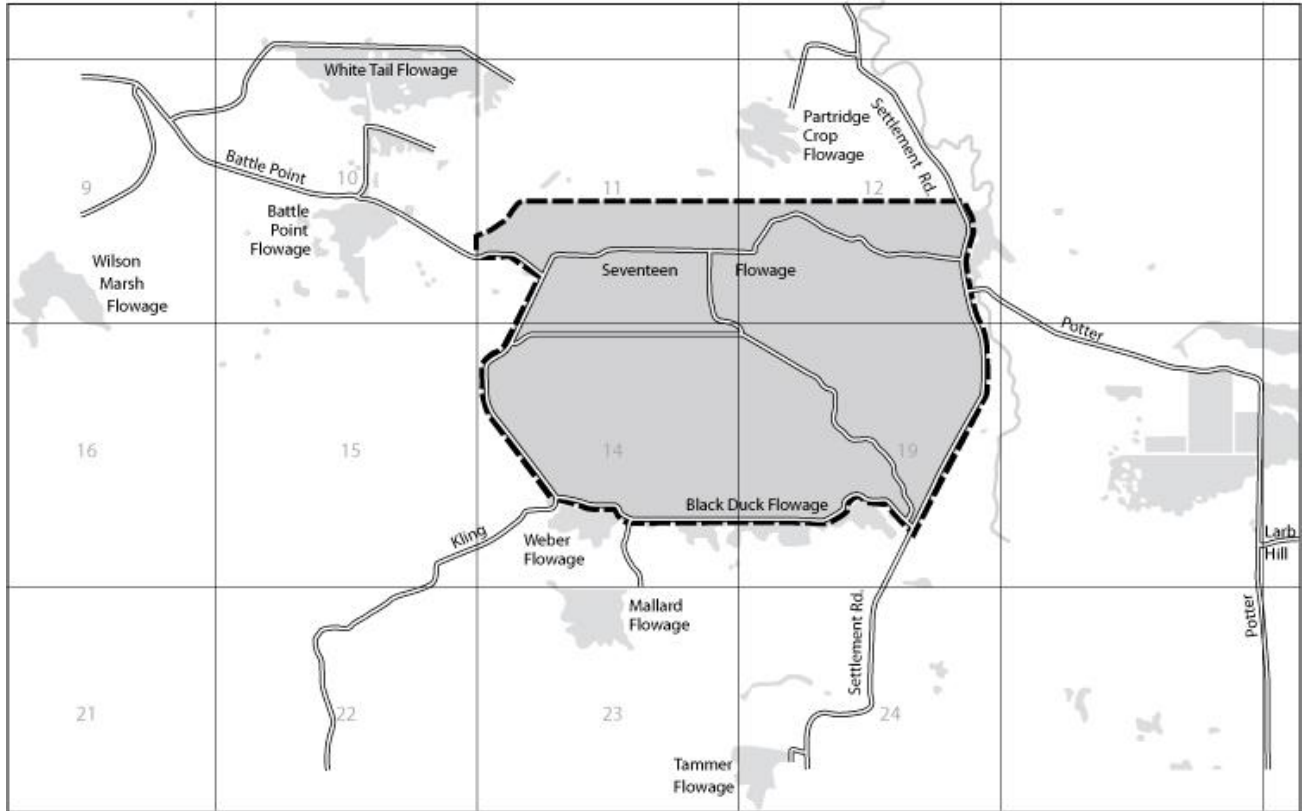 White Tail Flowage
Partridge
Crop
Flowage
Settlement Rd.
Battle Point
9
10
11
12
Battle
Point
Flowage
Wilson
Marsh
Flowage
Seventeen Flowage
Potter
16
15
14
19
Black Duck Flowage
Kling
Weber
Flowage
Larb
Hill
Mallard
Flowage
Settlement Rd.
Potter
21
22
23
24
Tammer
Flowage